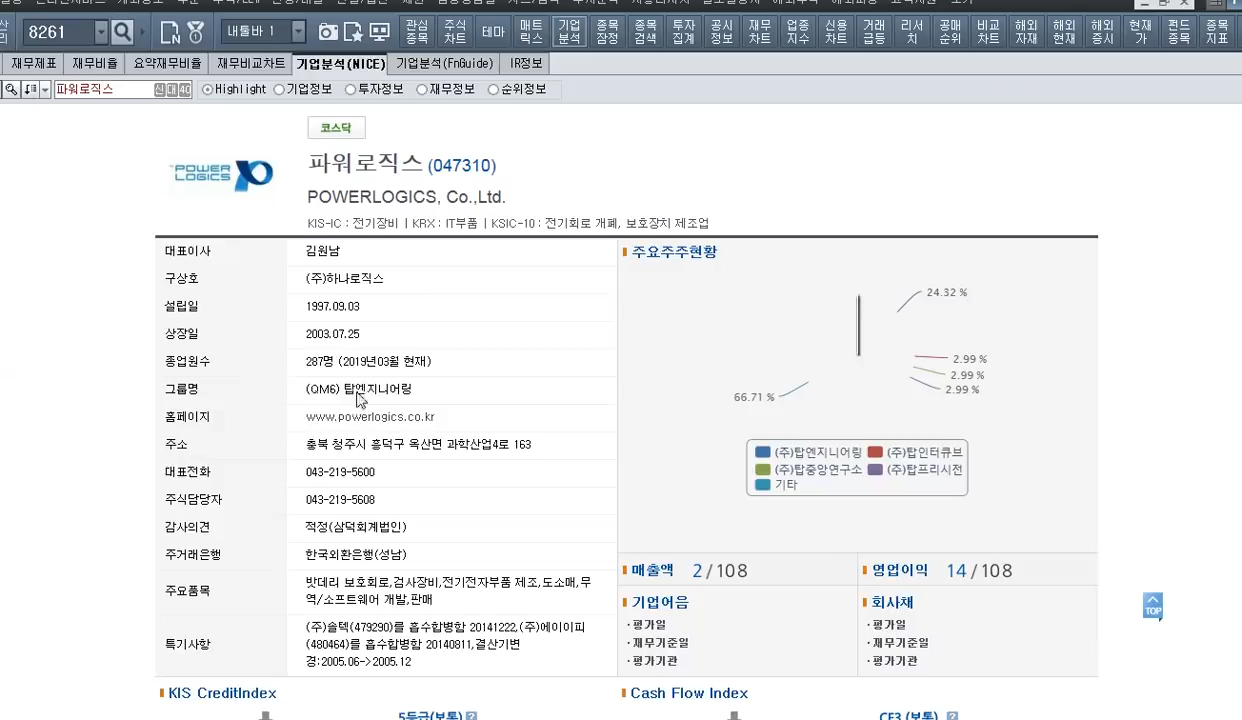 8261 내툴바 1 관심종목 주식차트 테마 매트릭스 기업분석 종목잠정 종목검색 투자집계 공시정보 재무차트 업종지수 신용차트 거래급등 리서치 공매순위 비교차트 해외자재 해외현재 해외증시 현재가 펀드종목 종목지표
재무제표 재무비율 요약재무비율 재무비교차트 기업분석(NICE) 기업분석(FnGuide) IR정보
파워로직스 신 대 40 Highlight 기업정보 투자정보 재무정보 순위정보
코스닥
POWER LOGICS
파워로직스 (047310)
POWERLOGICS, Co.,Ltd.
KIS-IC : 전기장비 | KRX : IT부품 | KSIC-10 : 전기회로 개폐, 보호장치 제조업
대표이사 김원남
구상호 (주)하나로직스
설립일 1997.09.03
상장일 2003.07.25
종업원수 287명 (2019년03월 현재)
그룹명 (QM6) 탑엔지니어링
홈페이지 www.powerlogics.co.kr
주소 충북 청주시 흥덕구 옥산면 과학산업4로 163
대표전화 043-219-5600
주식담당자 043-219-5608
감사의견 적정(삼덕회계법인)
주거래은행 한국외환은행(성남)
주요품목 밧데리 보호회로,검사장비,전기전자부품 제조,도소매,무
역/소프트웨어 개발,판매
특기사항 (주)솔텍(479290)를 흡수합병함 20141222,(주)에이이피
(480464)를 흡수합병함 20140811,결산기변
경:2005.06->2005.12
주요주주현황
24.32 %
2.99 %
2.99 %
2.99 %
66.71 %
(주)탑엔지니어링 (주)탑인터큐브
(주)탑중앙연구소 (주)탑프리시전
기타
매출액 2/108 영업이익 14/108
기업어음 회사채
·평가일 ·평가일
·재무기준일 ·재무기준일
·평가기관 ·평가기관
TOP
KIS CreditIndex Cash Flow Index
5등급(보통) ? CF3 (보통) ?